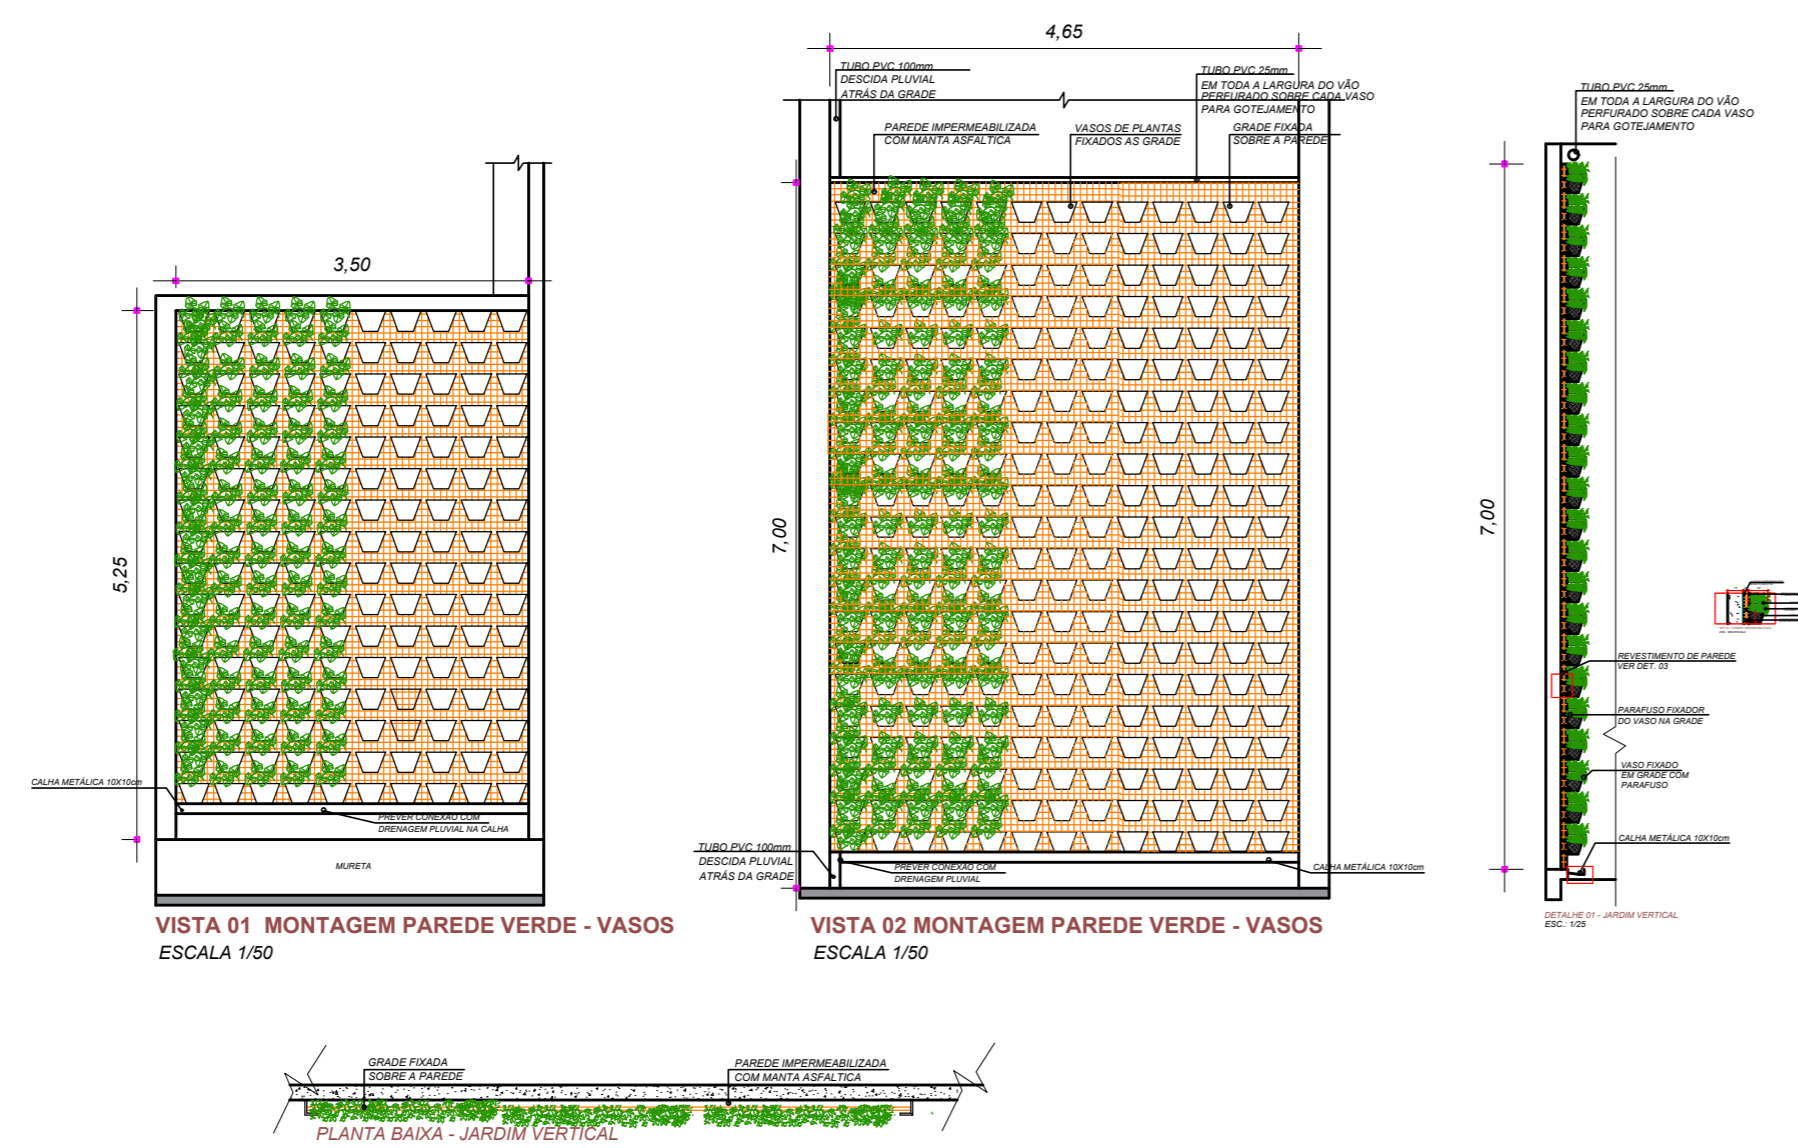 4,65
TUBO PVC 100mm
DESCIDA PLUVIAL
ATRÁS DA GRADE
TUBO PVC 25mm
EM TODA A LARGURA DO VÃO
PERFURADO SOBRE CADA VASO
PARA GOTEJAMENTO
PAREDE IMPERMEABILIZADA
COM MANTA ASFALTICA
VASOS DE PLANTAS
FIXADOS AS GRADE
GRADE FIXADA
SOBRE A PAREDE
TUBO PVC 25mm
EM TODA A LARGURA DO VÃO
PERFURADO SOBRE CADA VASO
PARA GOTEJAMENTO
3,50
5,25
7,00
7,00
REVESTIMENTO DE PAREDE
VER DET. 03
PARAFUSO FIXADOR
DO VASO NA GRADE
VASO FIXADO
EM GRADE COM
PARAFUSO
CALHA METÁLICA 10X10cm
CALHA METÁLICA 10X10cm
PREVER CONEXÃO COM
DRENAGEM PLUVIAL NA CALHA
MURETA
TUBO PVC 100mm
DESCIDA PLUVIAL
ATRÁS DA GRADE
PREVER CONEXÃO COM
DRENAGEM PLUVIAL
CALHA METÁLICA 10X10cm
VISTA 01 MONTAGEM PAREDE VERDE - VASOS
ESCALA 1/50
VISTA 02 MONTAGEM PAREDE VERDE - VASOS
ESCALA 1/50
DETALHE 01 - JARDIM VERTICAL
ESC.: 1/25
GRADE FIXADA
SOBRE A PAREDE
PAREDE IMPERMEABILIZADA
COM MANTA ASFALTICA
PLANTA BAIXA - JARDIM VERTICAL